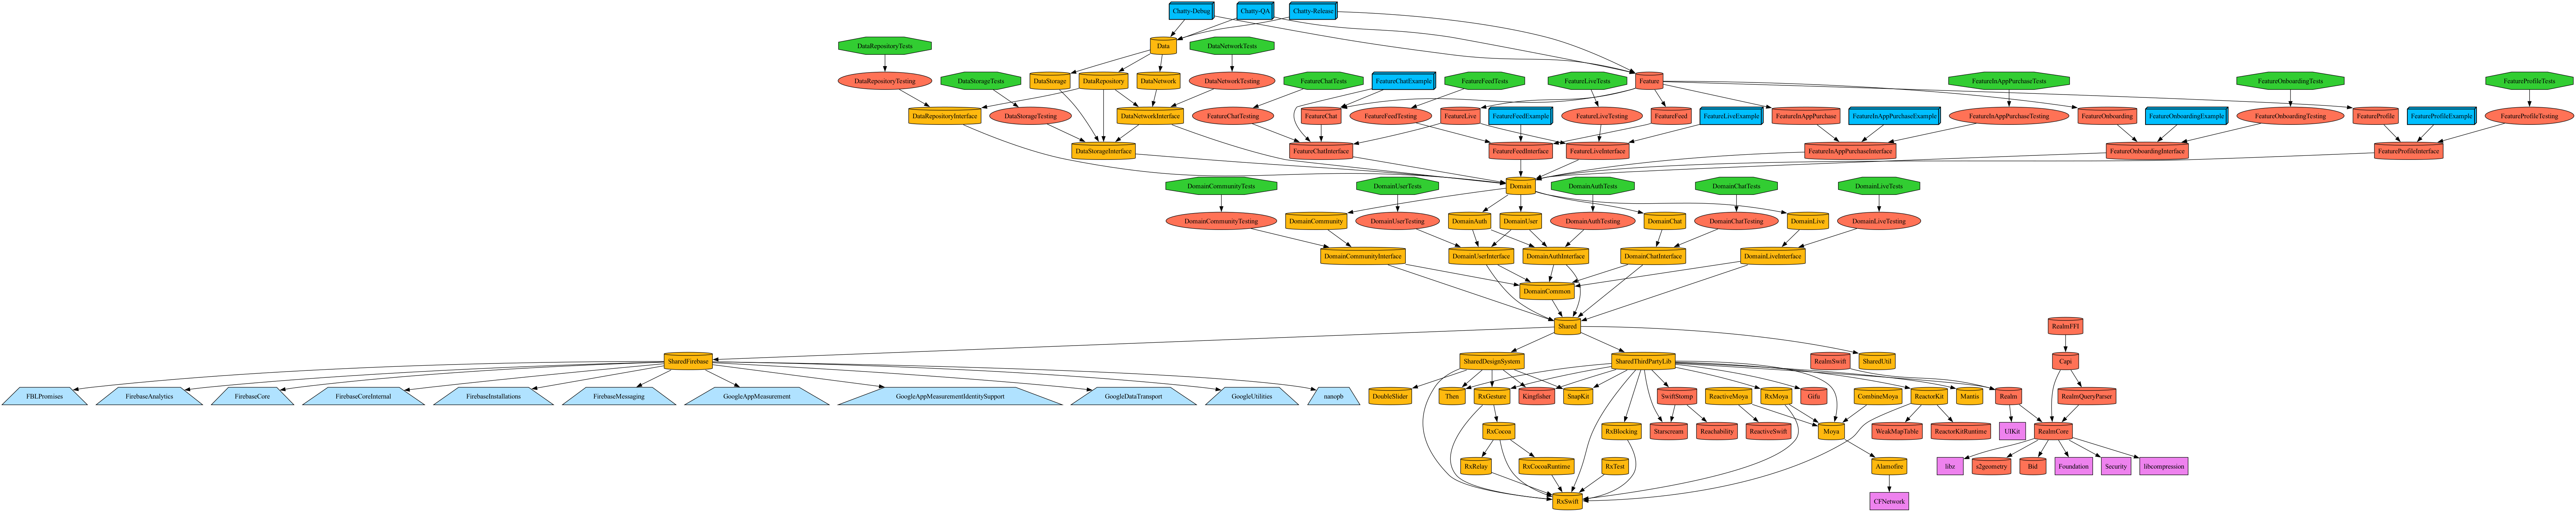 Chatty-Debug
Chatty-QA
Chatty-Release
DataRepositoryTests
Data
DataNetworkTests
DataRepositoryTesting
DataStorageTests
DataStorage
DataRepository
DataNetwork
DataNetworkTesting
FeatureChatTests
FeatureChatExample
FeatureFeedTests
FeatureLiveTests
Feature
FeatureInAppPurchaseTests
FeatureOnboardingTests
FeatureProfileTests
DataRepositoryInterface
DataStorageTesting
DataNetworkInterface
FeatureChatTesting
FeatureChat
FeatureFeedTesting
FeatureLive
FeatureFeedExample
FeatureLiveTesting
FeatureFeed
FeatureLiveExample
FeatureInAppPurchase
FeatureInAppPurchaseExample
FeatureInAppPurchaseTesting
FeatureOnboarding
FeatureOnboardingExample
FeatureOnboardingTesting
FeatureProfile
FeatureProfileExample
FeatureProfileTesting
DataStorageInterface
FeatureChatInterface
FeatureFeedInterface
FeatureLiveInterface
FeatureInAppPurchaseInterface
FeatureOnboardingInterface
FeatureProfileInterface
DomainCommunityTests
DomainUserTests
Domain
DomainAuthTests
DomainChatTests
DomainLiveTests
DomainCommunityTesting
DomainCommunity
DomainUserTesting
DomainAuth
DomainUser
DomainAuthTesting
DomainChat
DomainChatTesting
DomainLive
DomainLiveTesting
DomainCommunityInterface
DomainUserInterface
DomainAuthInterface
DomainChatInterface
DomainLiveInterface
DomainCommon
Shared
RealmFFI
SharedFirebase
SharedDesignSystem
SharedThirdPartyLib
RealmSwift
SharedUtil
Capi
FBLPromises
FirebaseAnalytics
FirebaseCore
FirebaseCoreInternal
FirebaseInstallations
FirebaseMessaging
GoogleAppMeasurement
GoogleAppMeasurementIdentitySupport
GoogleDataTransport
GoogleUtilities
nanopb
DoubleSlider
Then
RxGesture
Kingfisher
SnapKit
SwiftStomp
ReactiveMoya
RxMoya
Gifu
CombineMoya
ReactorKit
Mantis
Realm
RealmQueryParser
RxCocoa
RxBlocking
Starscream
Reachability
ReactiveSwift
Moya
WeakMapTable
ReactorKitRuntime
UIKit
RealmCore
RxRelay
RxCocoaRuntime
RxTest
Alamofire
libz
s2geometry
Bid
Foundation
Security
libcompression
RxSwift
CFNetwork